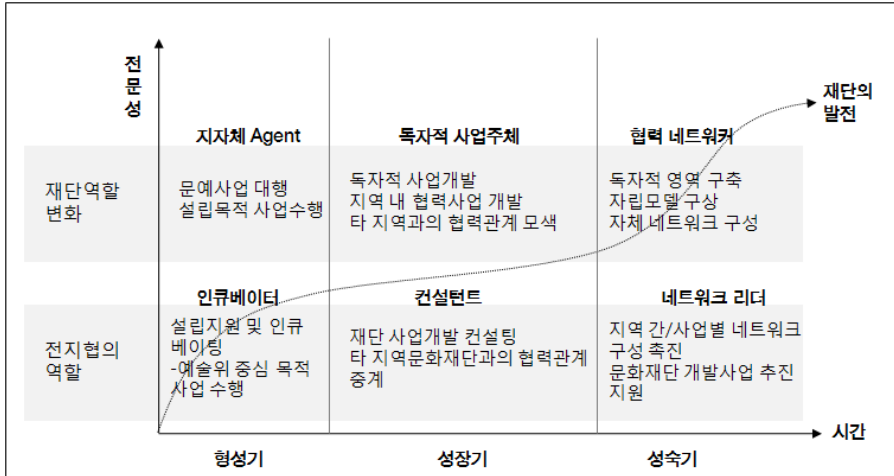 전
문
성
재단의
발전
지자체 Agent
독자적 사업주체
협력 네트워커
재단역할
변화
문예사업 대행
설립목적 사업수행
독자적 사업개발
지역 내 협력사업 개발
타 지역과의 협력관계 모색
독자적 영역 구축
자립모델 구상
자체 네트워크 구성
인큐베이터
컨설턴트
네트워크 리더
전지협의
역할
설립지원 및 인큐
베이팅
-예술위 중심 목적
사업 수행
재단 사업개발 컨설팅
타 지역문화재단과의 협력관계
중계
지역 간/사업별 네트워크
구성 촉진
문화재단 개발사업 추진
지원
시간
형성기
성장기
성숙기